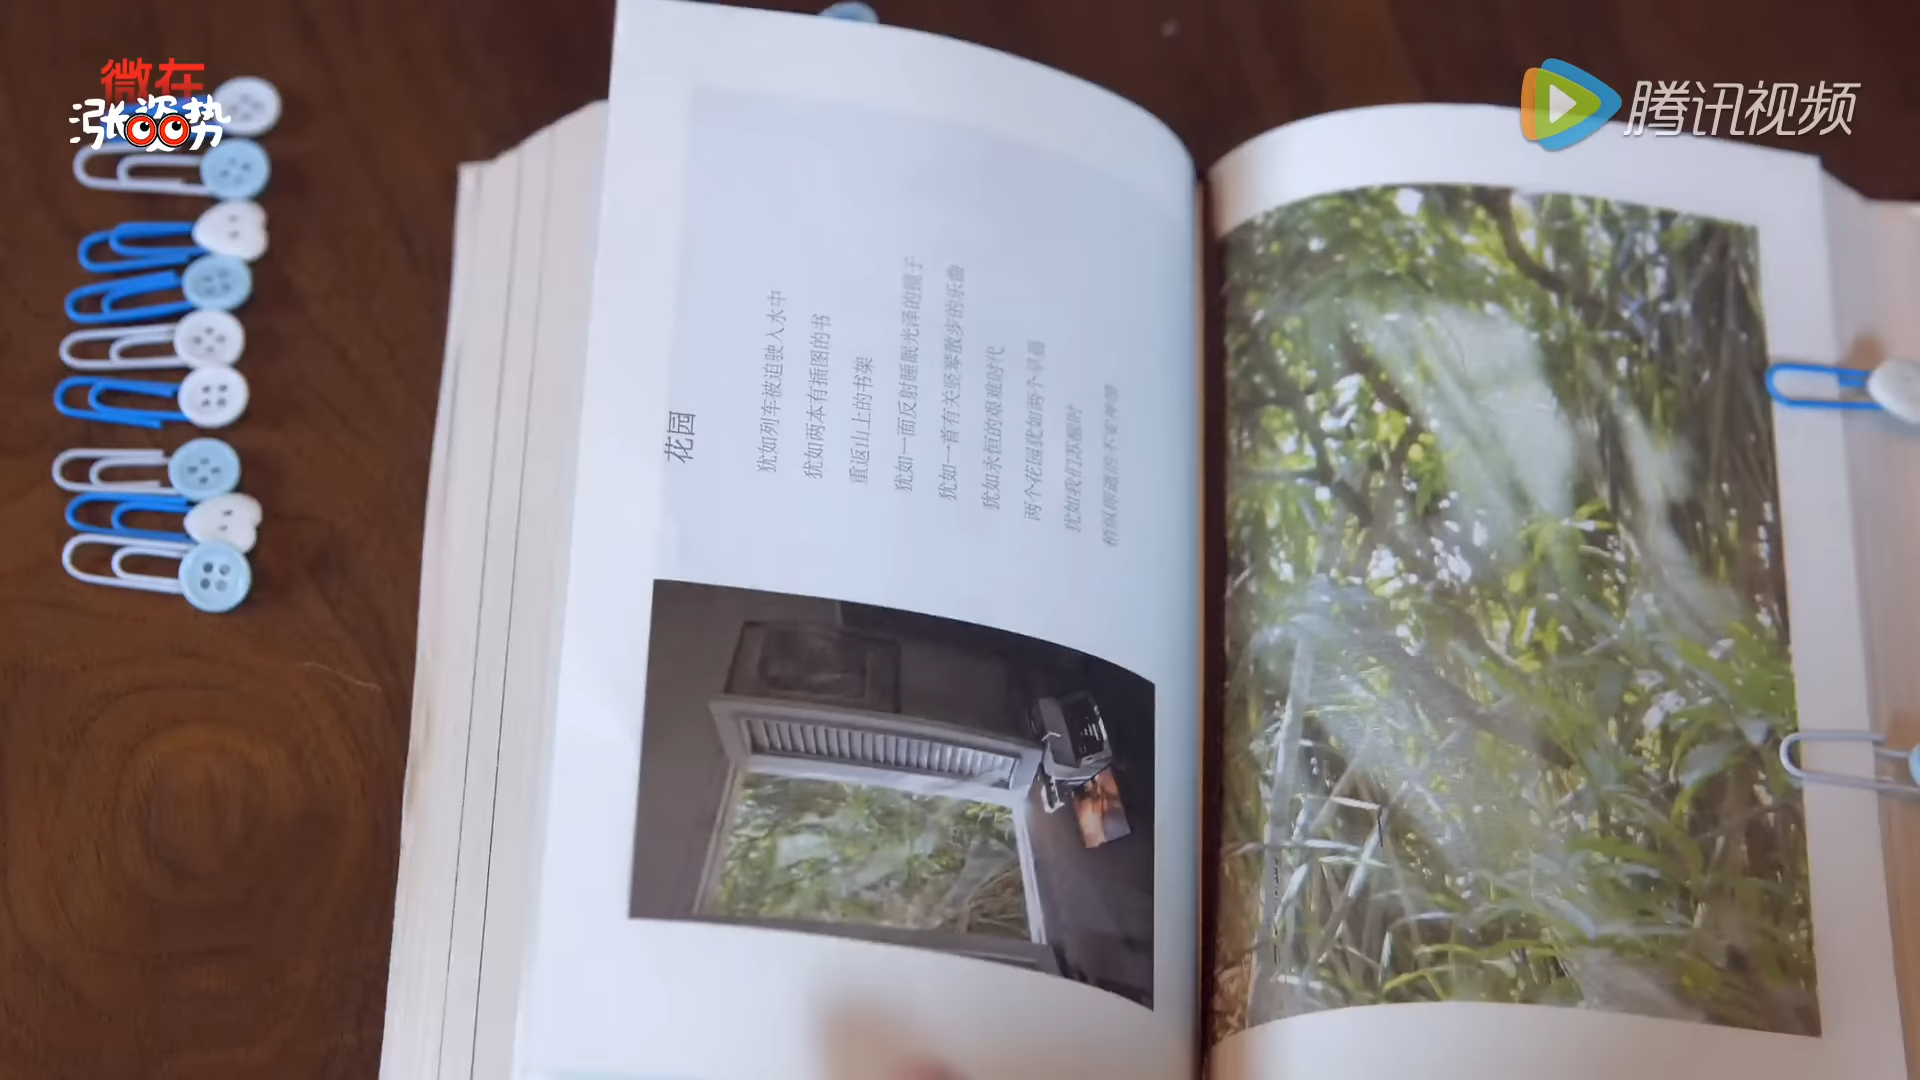 微在
涨姿势
腾讯视频
花园
犹如列车被迫驶入水中
犹如两本有插图的书
重返山上的书架
犹如一面反射睡眠光泽的镜子
犹如一首有关竖琴散步的乐曲
犹如永恒的艰难时代
两个花园犹如两个早晨
犹如我们苏醒时